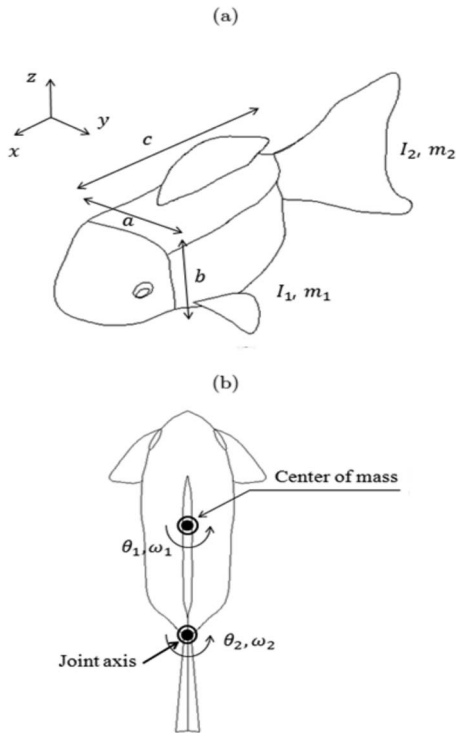 (a)
z
y
x
c
a
b
I₂, m₂
I₁, m₁
(b)
Center of mass
θ₁, ω₁
θ₂, ω₂
Joint axis